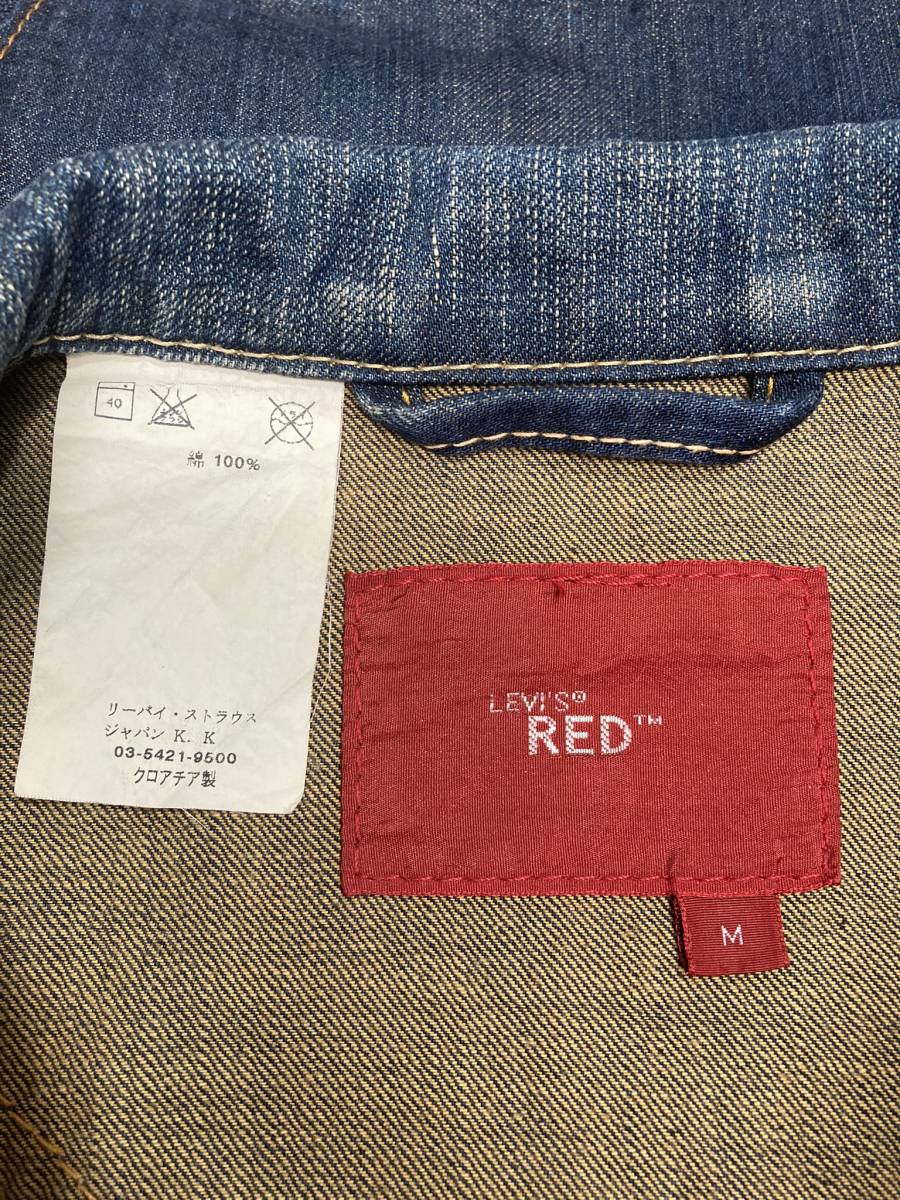 40
綿 100%
リーバイ・ストラウス
ジャパン K. K
03-5421-9500
クロアチア製
LEVI'S®
RED™
M